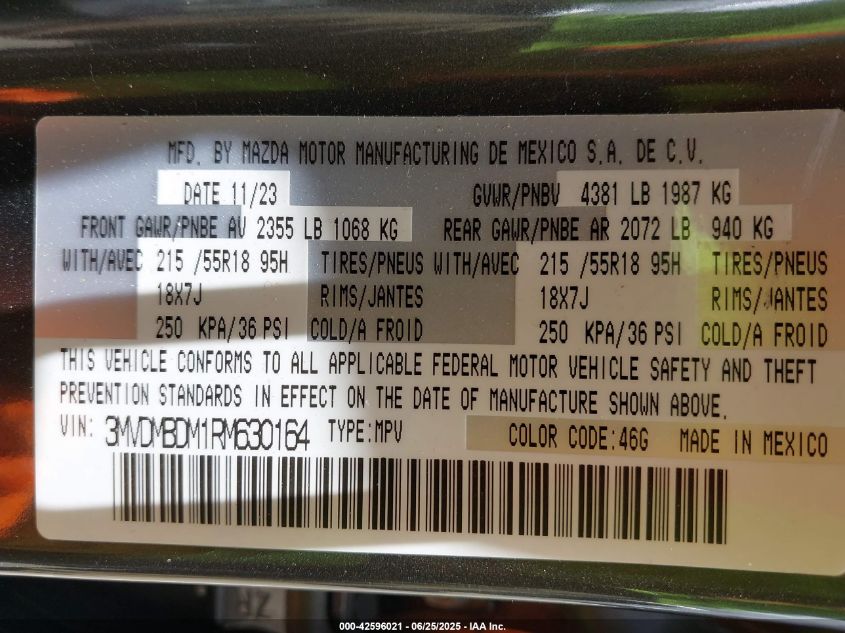 MFD. BY MAZDA MOTOR MANUFACTURING DE MEXICO S.A. DE C.V.
DATE 11/23 GVWR/PNBV 4381 LB 1987 KG
FRONT GAWR/PNBE AV 2355 LB 1068 KG REAR GAWR/PNBE AR 2072 LB 940 KG
WITH/AVEC 215 /55R18 95H TIRES/PNEUS WITH/AVEC 215 /55R18 95H TIRES/PNEUS
18X7J RIMS/JANTES 18X7J RIMS/JANTES
250 KPA/36 PSI COLD/A FROID 250 KPA/36 PSI COLD/A FROID
THIS VEHICLE CONFORMS TO ALL APPLICABLE FEDERAL MOTOR VEHICLE SAFETY AND THEFT
PREVENTION STANDARDS IN EFFECT ON THE DATE OF MANUFACTURE SHOWN ABOVE.
VIN: 3MVDMBDM1RM630164 TYPE:MPV COLOR CODE:46G MADE IN MEXICO
000-42596021 - 06/25/2025 - IAA Inc.